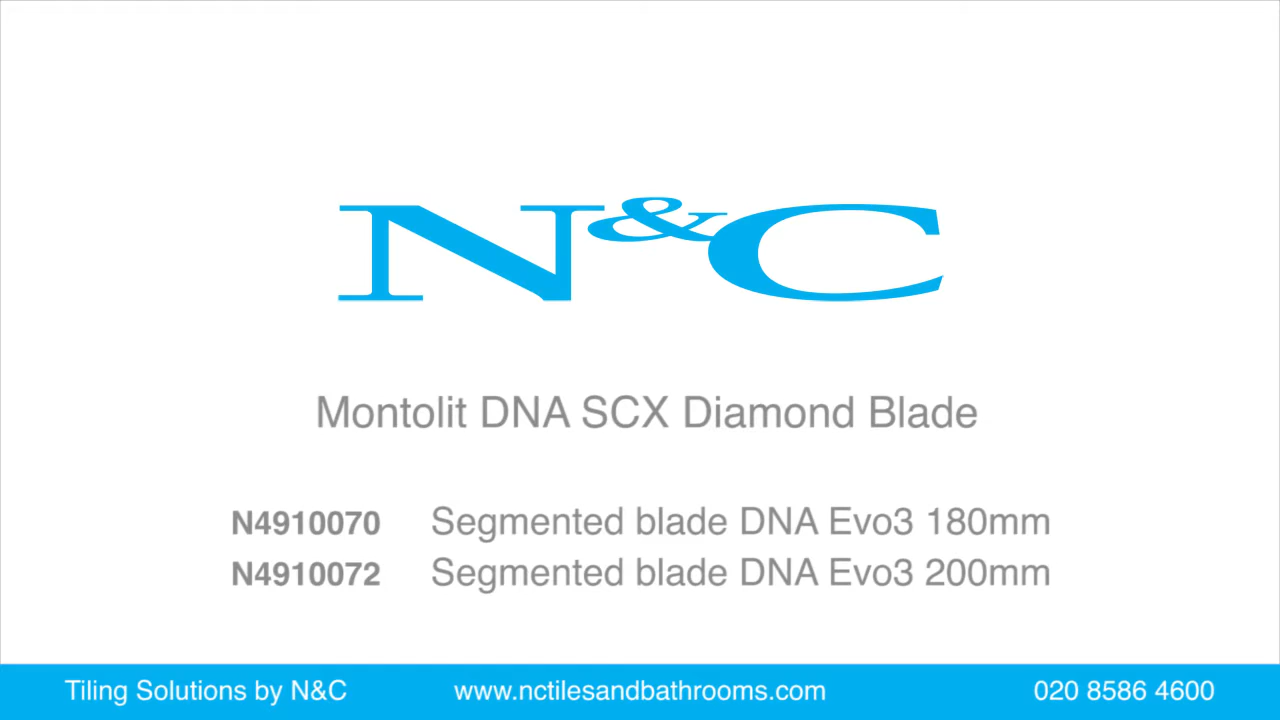 N&C
Montolit DNA SCX Diamond Blade
N4910070 Segmented blade DNA Evo3 180mm
N4910072 Segmented blade DNA Evo3 200mm
Tiling Solutions by N&C www.nctilesandbathrooms.com 020 8586 4600